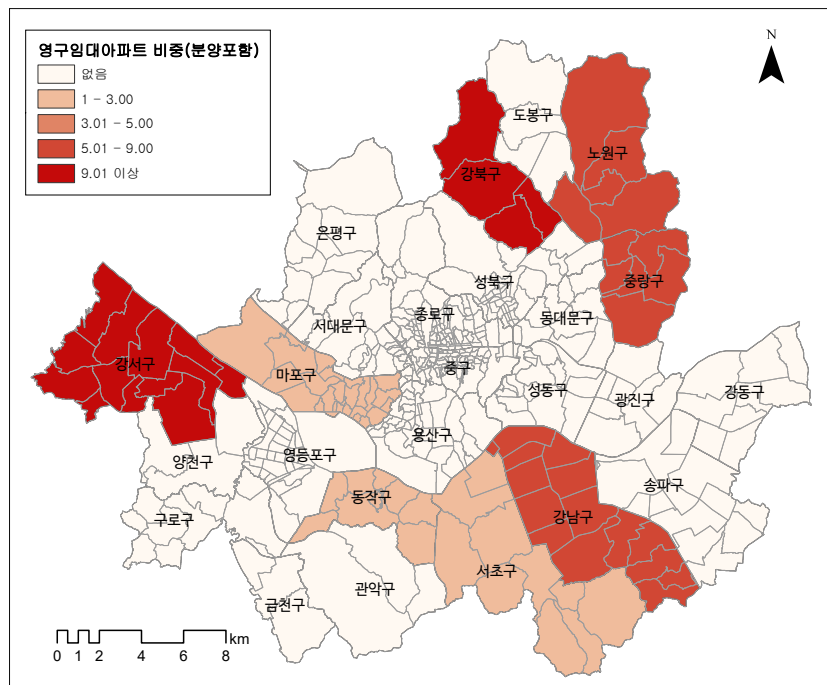 영구임대아파트 비중(분양포함)
없음
1 - 3.00
3.01 - 5.00
5.01 - 9.00
9.01 이상
N
도봉구
노원구
강북구
은평구
성북구
중랑구
종로구
동대문구
서대문구
강서구
마포구
중구
성동구
광진구
강동구
용산구
양천구
영등포구
송파구
동작구
강남구
구로구
서초구
관악구
금천구
km
0 1 2 4 6 8